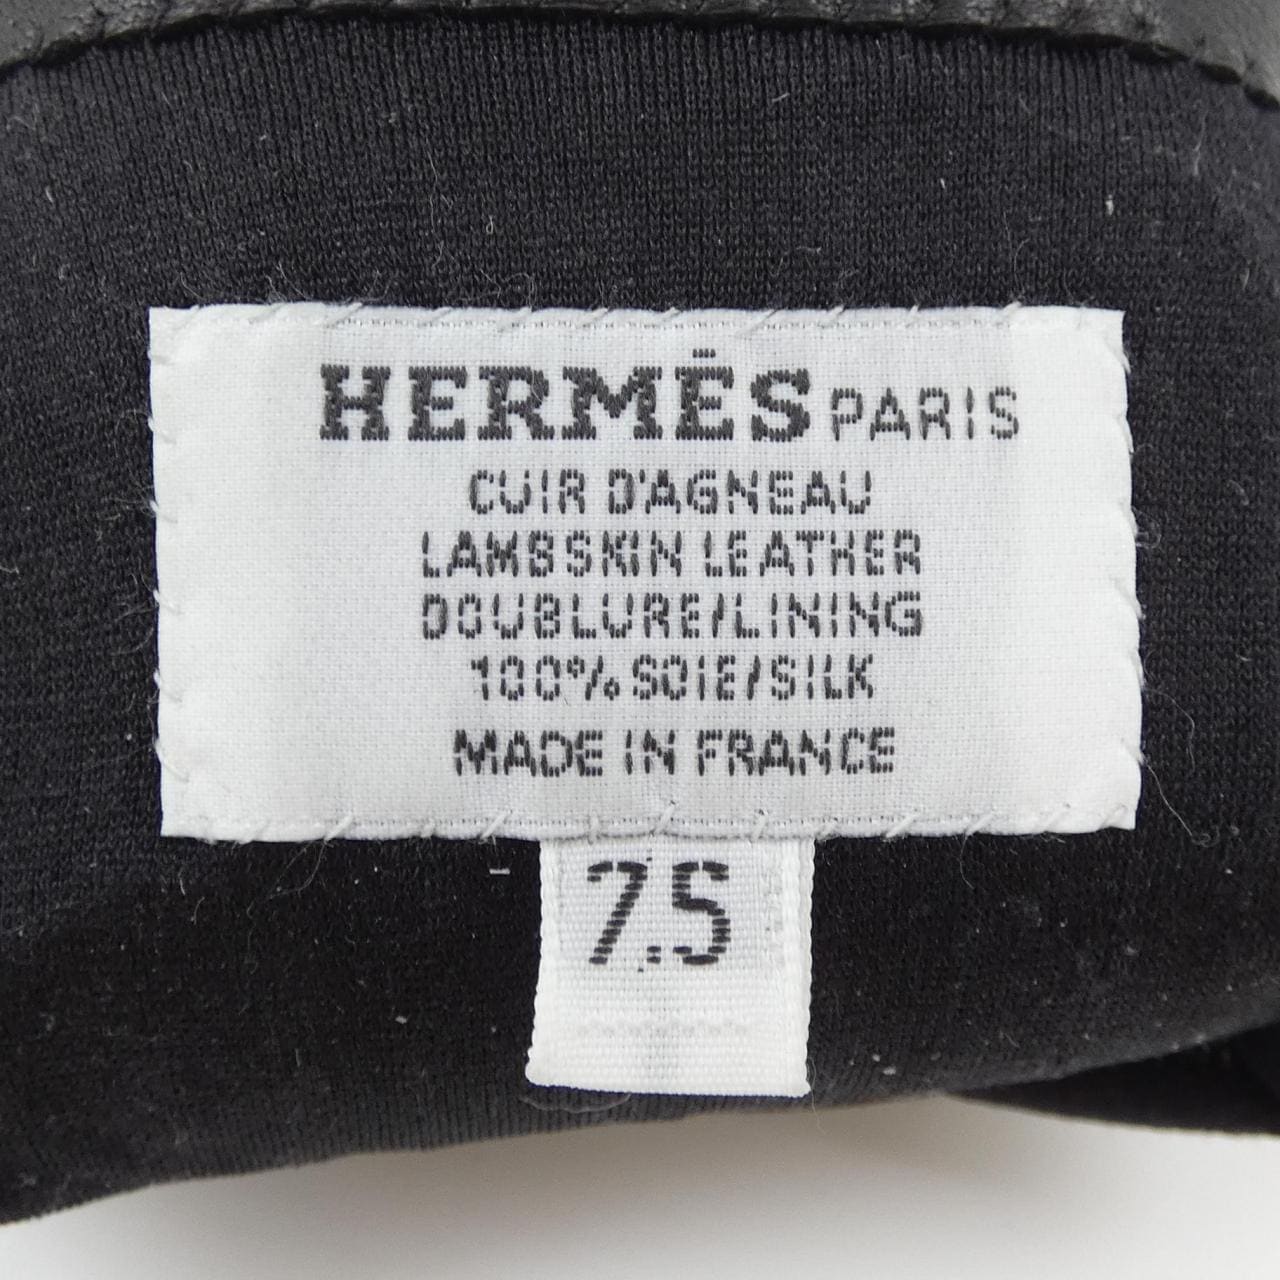 HERMÈS PARIS
CUIR D'AGNEAU
LAMBSKIN LEATHER
DOUBLURE/LINING
100% SOIE/SILK
MADE IN FRANCE
7.5